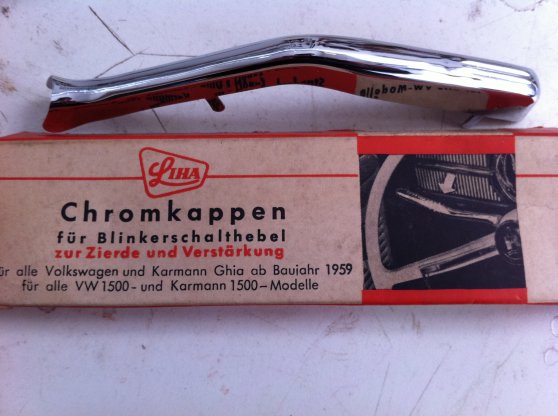 LIHA
Chromkappen
für Blinkerschalthebel
zur Zierde und Verstärkung
ür alle Volkswagen und Karmann Ghia ab Baujahr 1959
für alle VW 1500 - und Karmann 1500 - Modelle